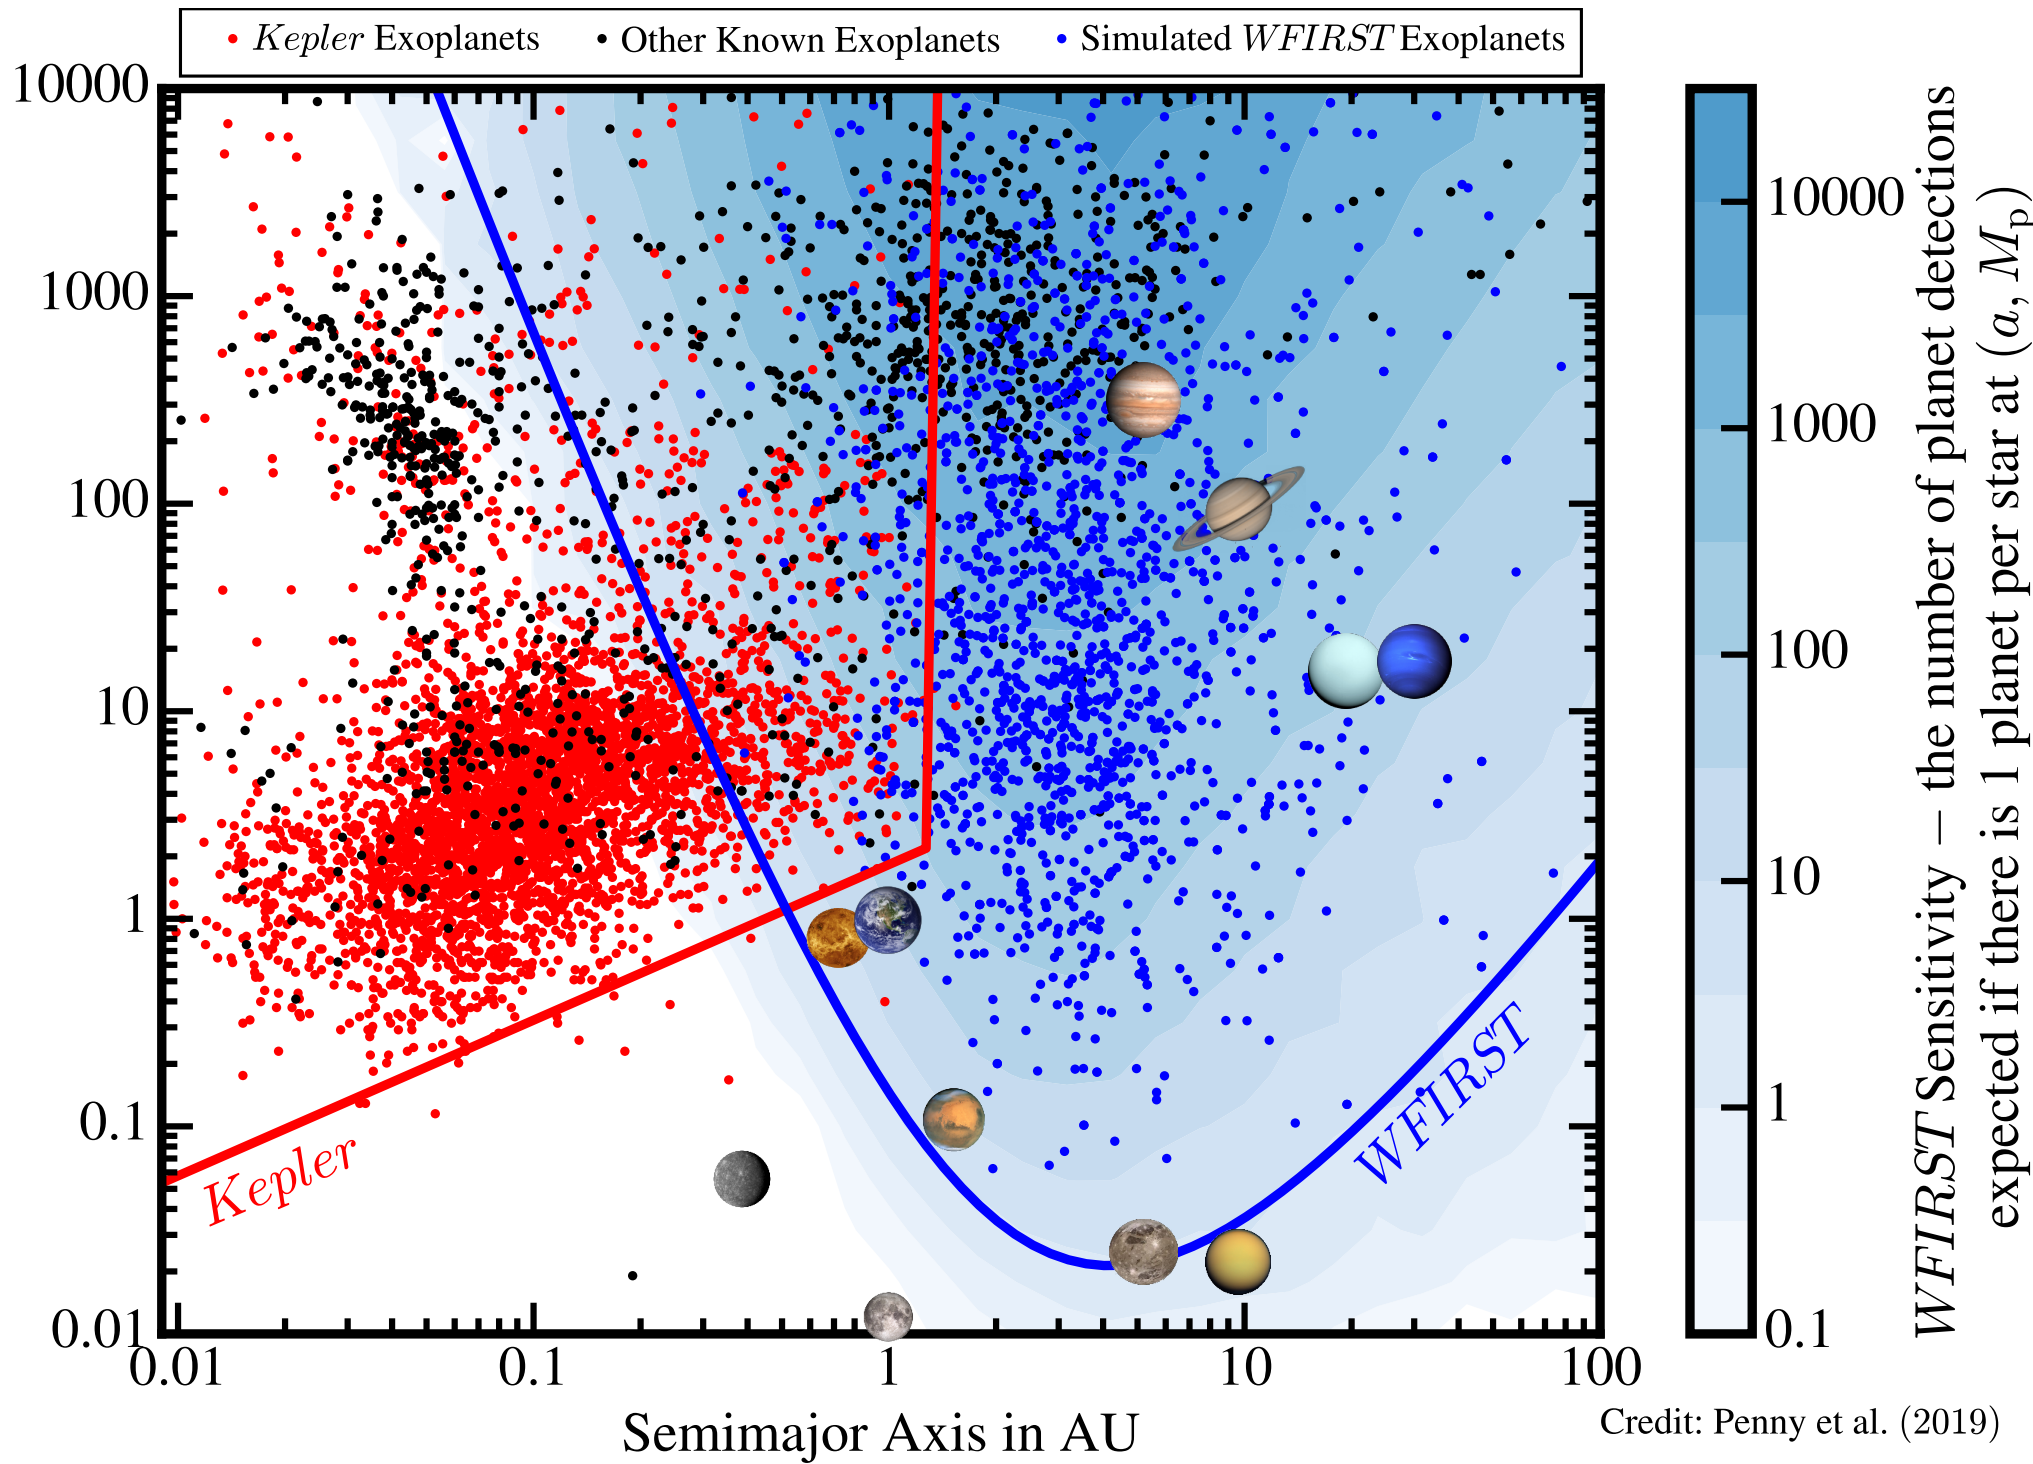 Kepler Exoplanets Other Known Exoplanets Simulated WFIRST Exoplanets
10000
1000
100
10
1
0.1
0.01
0.01 0.1 1 10 100
Semimajor Axis in AU
Kepler
WFIRST
10000
1000
100
10
1
0.1
WFIRST Sensitivity – the number of planet detections
expected if there is 1 planet per star at (a, Mp)
Credit: Penny et al. (2019)